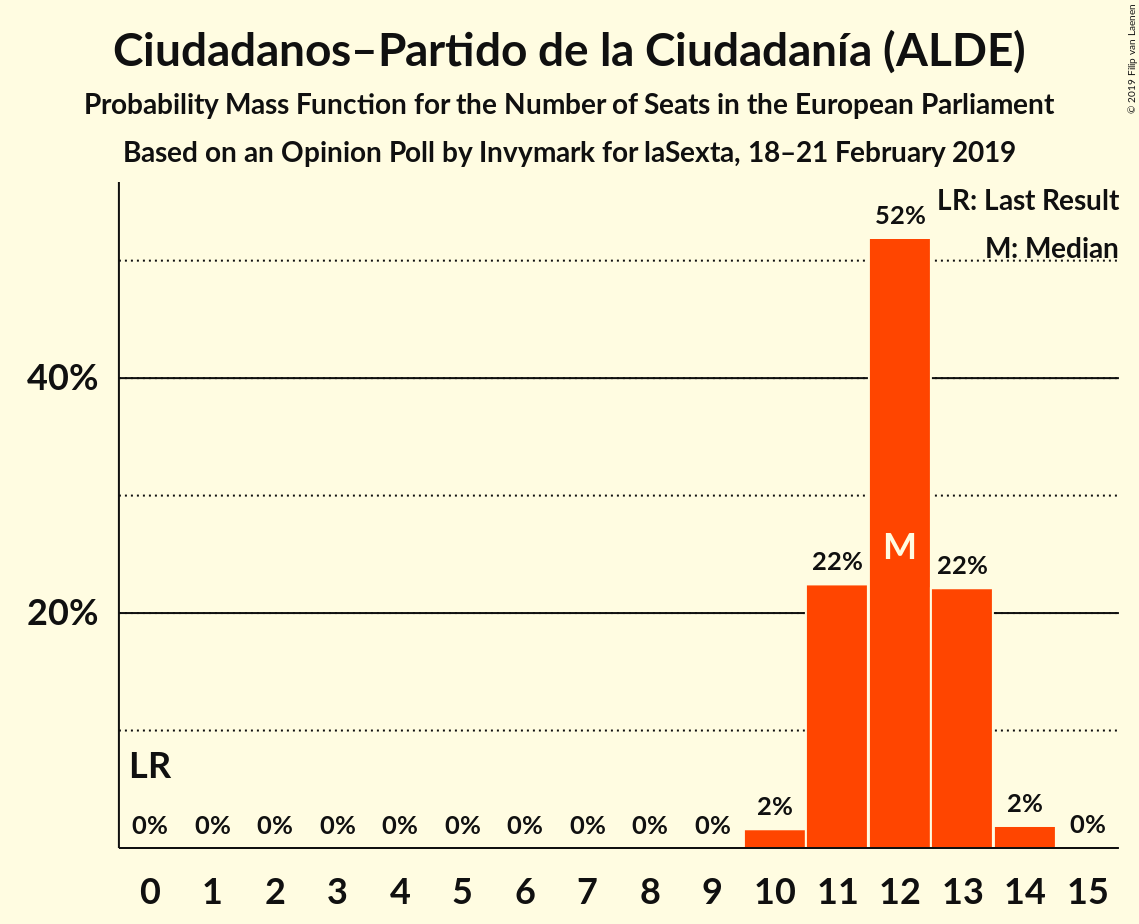 Ciudadanos–Partido de la Ciudadanía (ALDE)
Probability Mass Function for the Number of Seats in the European Parliament
Based on an Opinion Poll by Invymark for laSexta, 18–21 February 2019
© 2019 Filip van Laenen
LR: Last Result
M: Median
52%
40%
M
22%
22%
20%
LR
0% 0% 0% 0% 0% 0% 0% 0% 0% 0% 2% 2% 0%
0 1 2 3 4 5 6 7 8 9 10 11 12 13 14 15